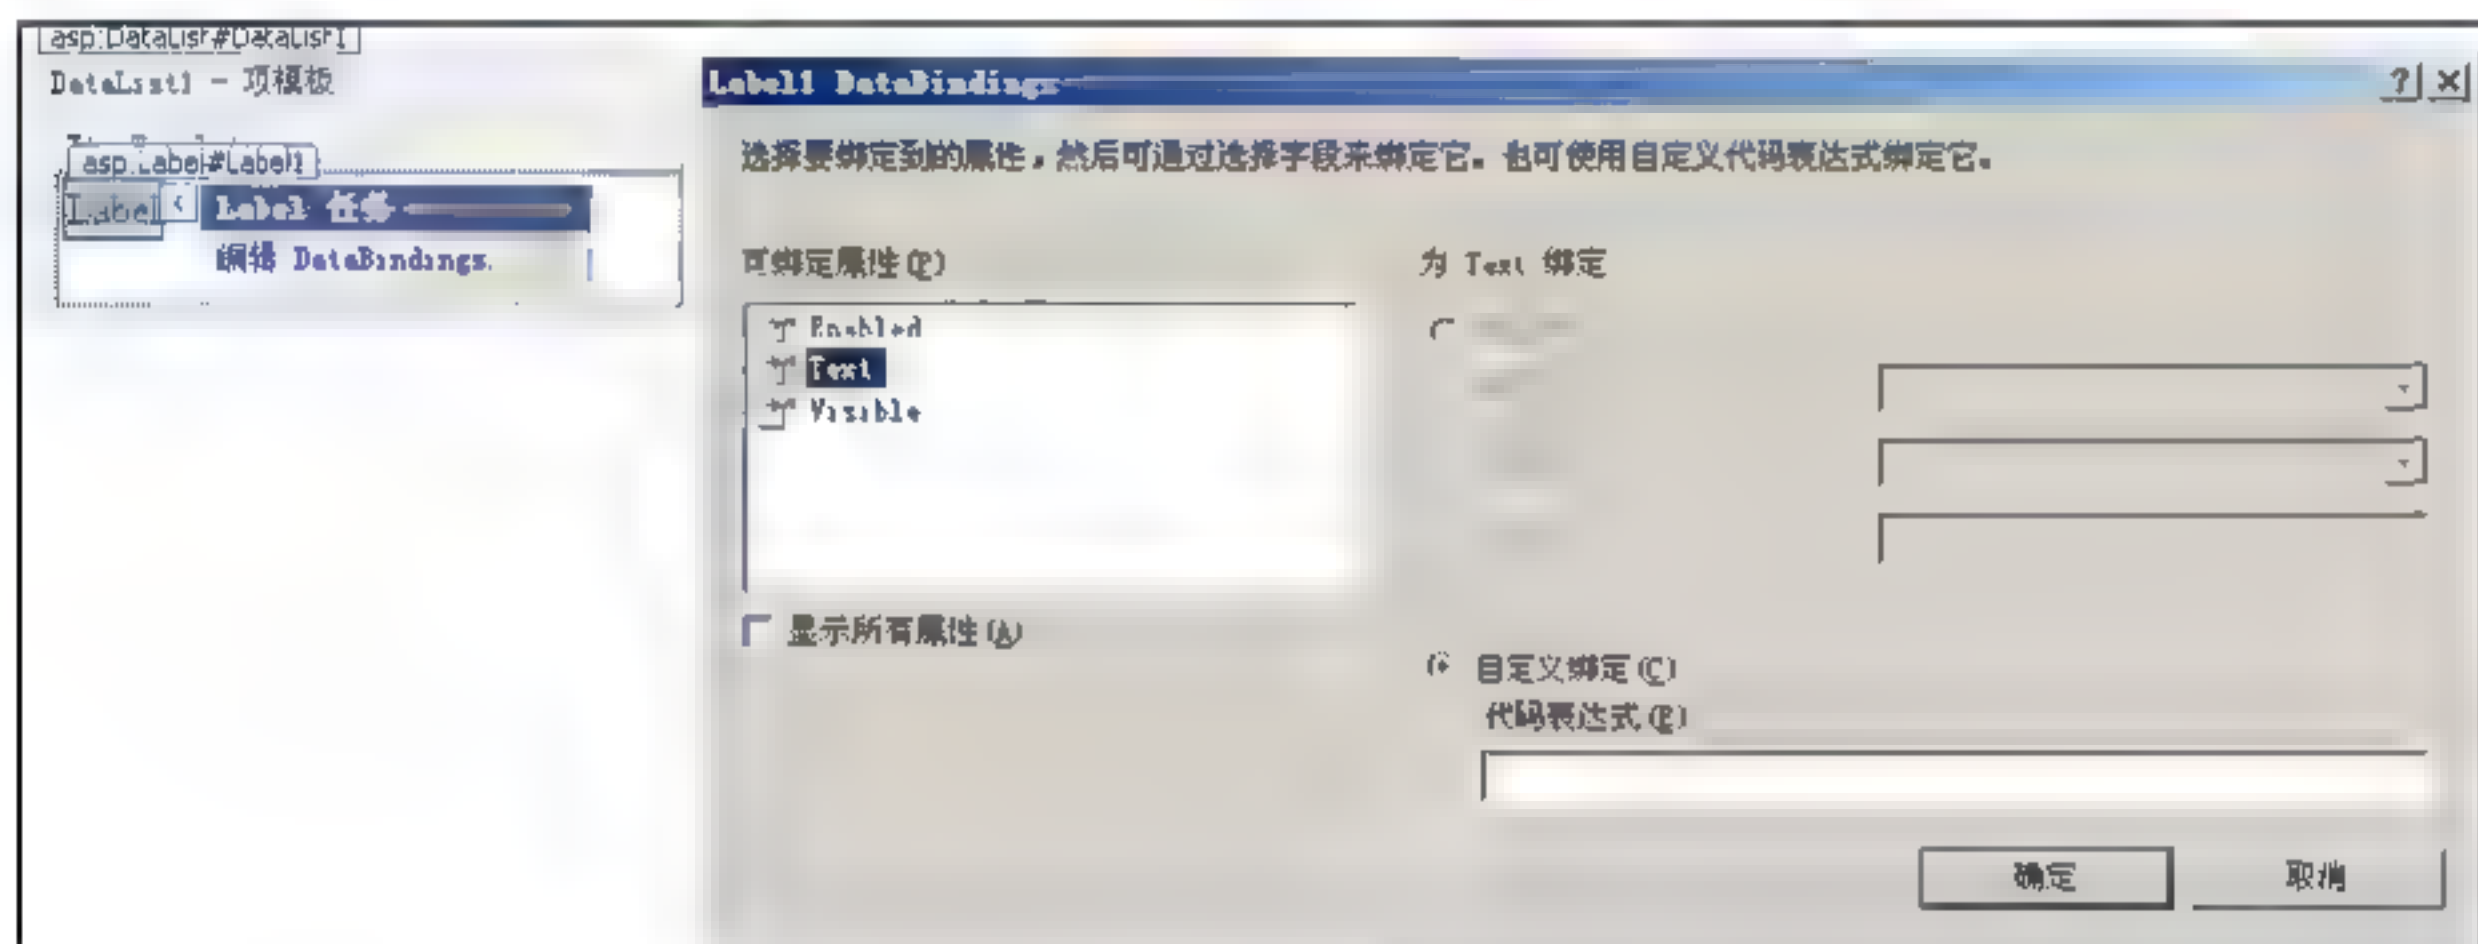 asp:DataList#DataList1
DataList1 - 项模板
asp:Label#Label1
Label
Label 任务
编辑 DataBindings.
Label1 DataBindings
选择要绑定到的属性，然后可通过选择字段来绑定它。也可使用自定义代码表达式绑定它。
可绑定属性(P)
为 Text 绑定
Enabled
Text
Visible
显示所有属性(A)
自定义绑定(C)
代码表达式(E)
确定
取消